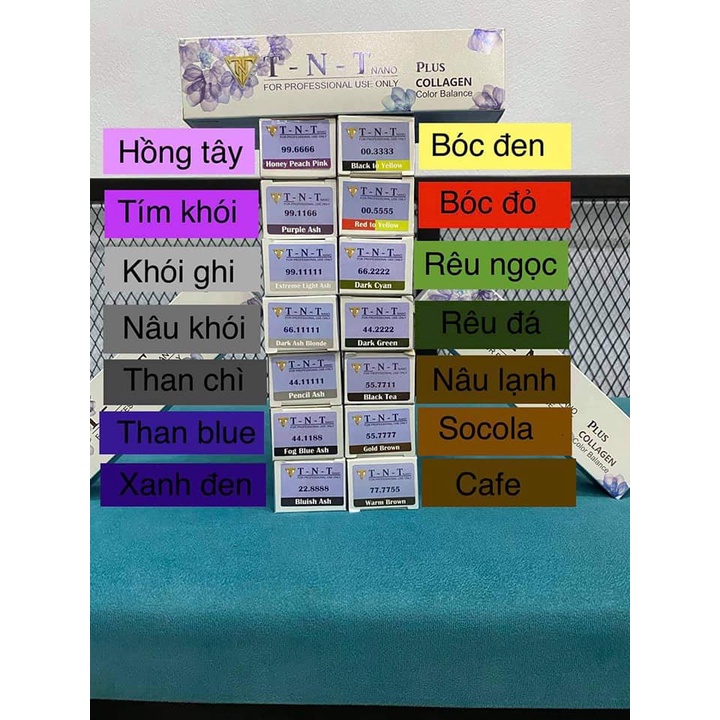 T-N-T NANO
FOR PROFESSIONAL USE ONLY
PLUS
COLLAGEN
Color Balance
Hồng tây
T-N-T
99.6666
Honey Peach Pink
T-N-T
00.3333
Black to Yellow
Bóc đen
Tím khói
T-N-T
99.1166
Purple Ash
T-N-T
00.5555
Red to Yellow
Bóc đỏ
Khói ghi
T-N-T
99.11111
Extreme Light Ash
T-N-T
66.2222
Dark Cyan
Rêu ngọc
Nâu khói
T-N-T
66.11111
Dark Ash Blonde
T-N-T
44.2222
Dark Green
Rêu đá
Than chì
T-N-T
44.11111
Pencil Ash
T-N-T
55.7711
Black Tea
Nâu lạnh
Than blue
T-N-T
44.1188
Fog Blue Ash
T-N-T
55.7777
Gold Brown
Socola
Xanh đen
T-N-T
22.8888
Bluish Ash
T-N-T
77.7755
Warm Brown
Cafe
PLUS
COLLAGEN
Color Balance